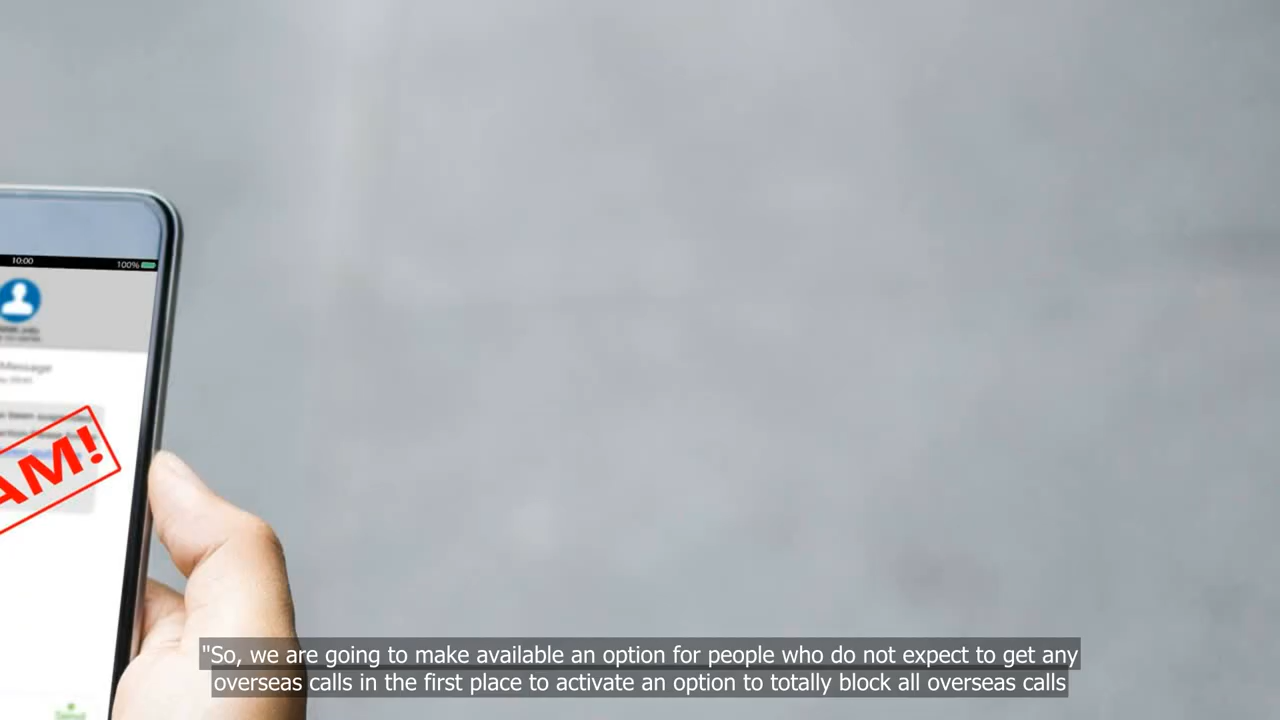 10:00
100%
Message
AM!
Send
"So, we are going to make available an option for people who do not expect to get any
overseas calls in the first place to activate an option to totally block all overseas calls